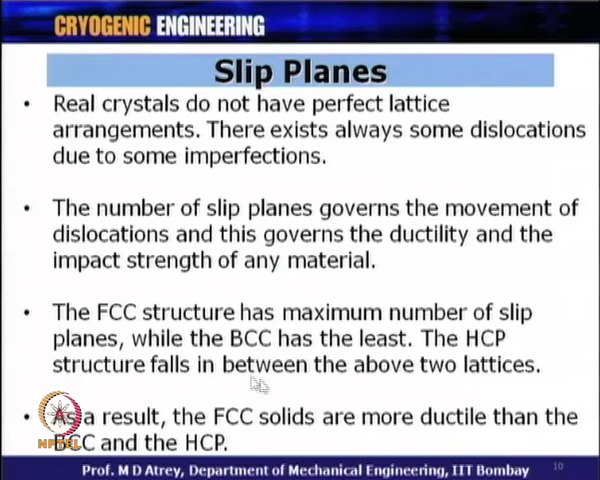 CRYOGENIC ENGINEERING
Slip Planes
• Real crystals do not have perfect lattice
arrangements. There exists always some dislocations
due to some imperfections.
• The number of slip planes governs the movement of
dislocations and this governs the ductility and the
impact strength of any material.
• The FCC structure has maximum number of slip
planes, while the BCC has the least. The HCP
structure falls in between the above two lattices.
• As a result, the FCC solids are more ductile than the
BCC and the HCP.
NPTEL
Prof. M D Atrey, Department of Mechanical Engineering, IIT Bombay
10